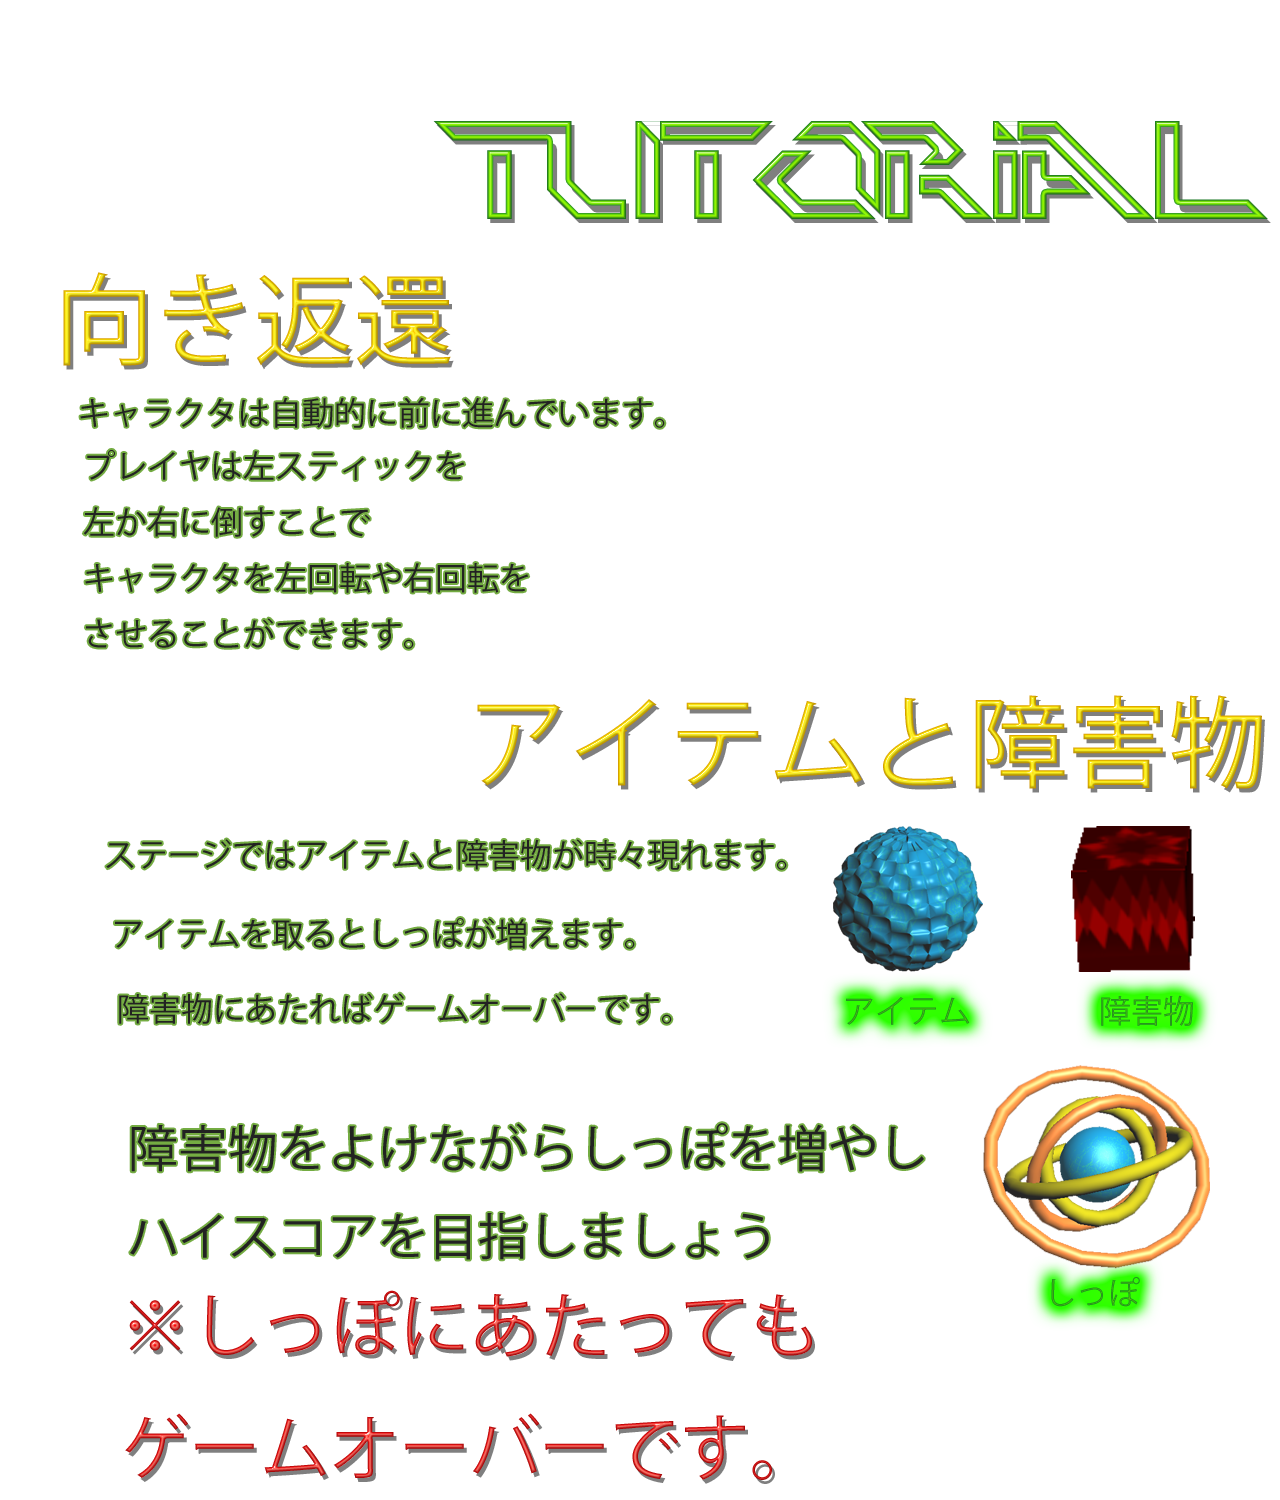 TUTORiAL
向き返還
キャラクタは自動的に前に進んでいます。
プレイヤは左スティックを
左か右に倒すことで
キャラクタを左回転や右回転を
させることができます。
アイテムと障害物
ステージではアイテムと障害物が時々現れます。
アイテムを取るとしっぽが増えます。
障害物にあたればゲームオーバーです。
アイテム
障害物
障害物をよけながらしっぽを増やし
ハイスコアを目指しましょう
しっぽ
※しっぽにあたっても
ゲームオーバーです。